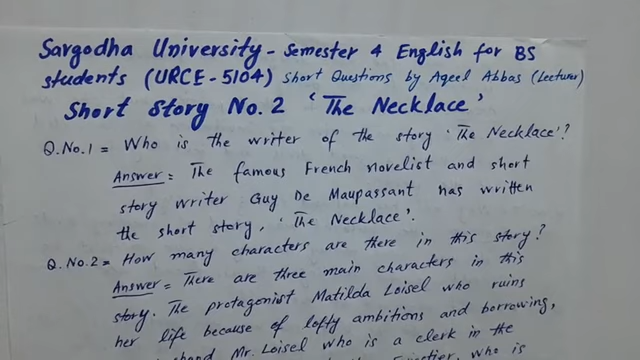 Sargodha University - Semester 4 English for BS
students (URCE-5104) Short Questions by Aqeel Abbas (Lecturer)
Short Story No. 2 'The Necklace'
Q.No.1 = Who is the writer of the story 'The Necklace'?
Answer: The famous French novelist and short
story writer Guy De Maupassant has written
the short story, 'The Necklace'.
Q.No.2 = How many characters are there in this story?
Answer = There are three main characters in this
story. The protagonist Matilda Loisel who ruins
her life because of lofty ambitions and borrowing,
Mr. Loisel who is a clerk in the
who is